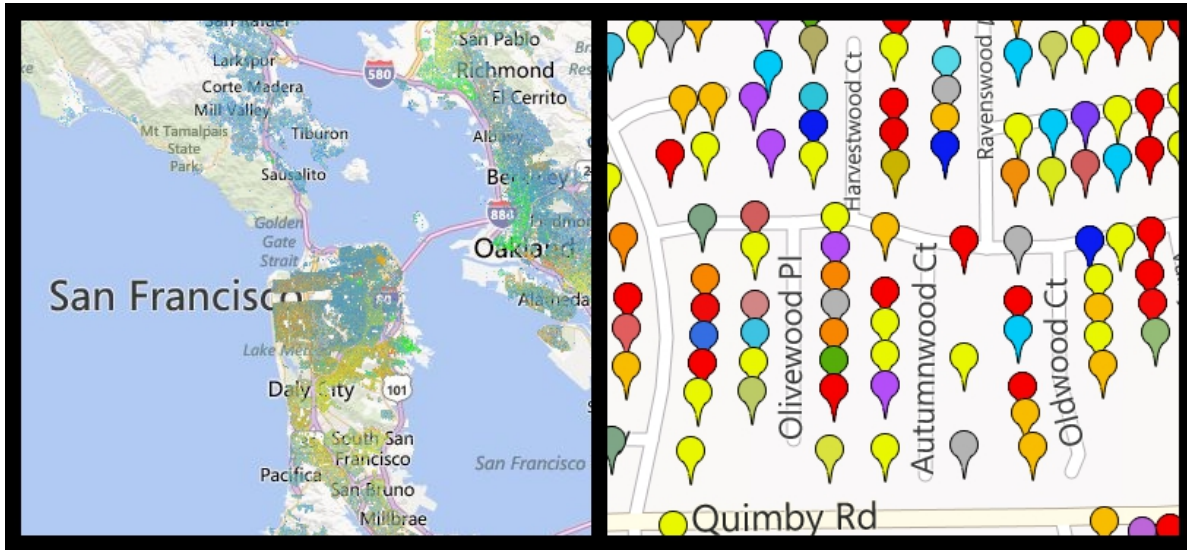 San Rafael
Larkspur
Corte Madera
Mill Valley
Mt Tamalpais
State
Park
Tiburon
Sausalito
Golden
Gate
Strait
San Francisco
Lake
Daly City
Pacifica
South San
Francisco
San Bruno
Millbrae
580
San Pablo
Richmond
El Cerrito
Albany
Berkeley
880
Oakland
Alameda
80
101
San Francisco
Harvestwood Ct
Ravenswood
Olivewood Pl
Autumnwood Ct
Oldwood Ct
Quimby Rd